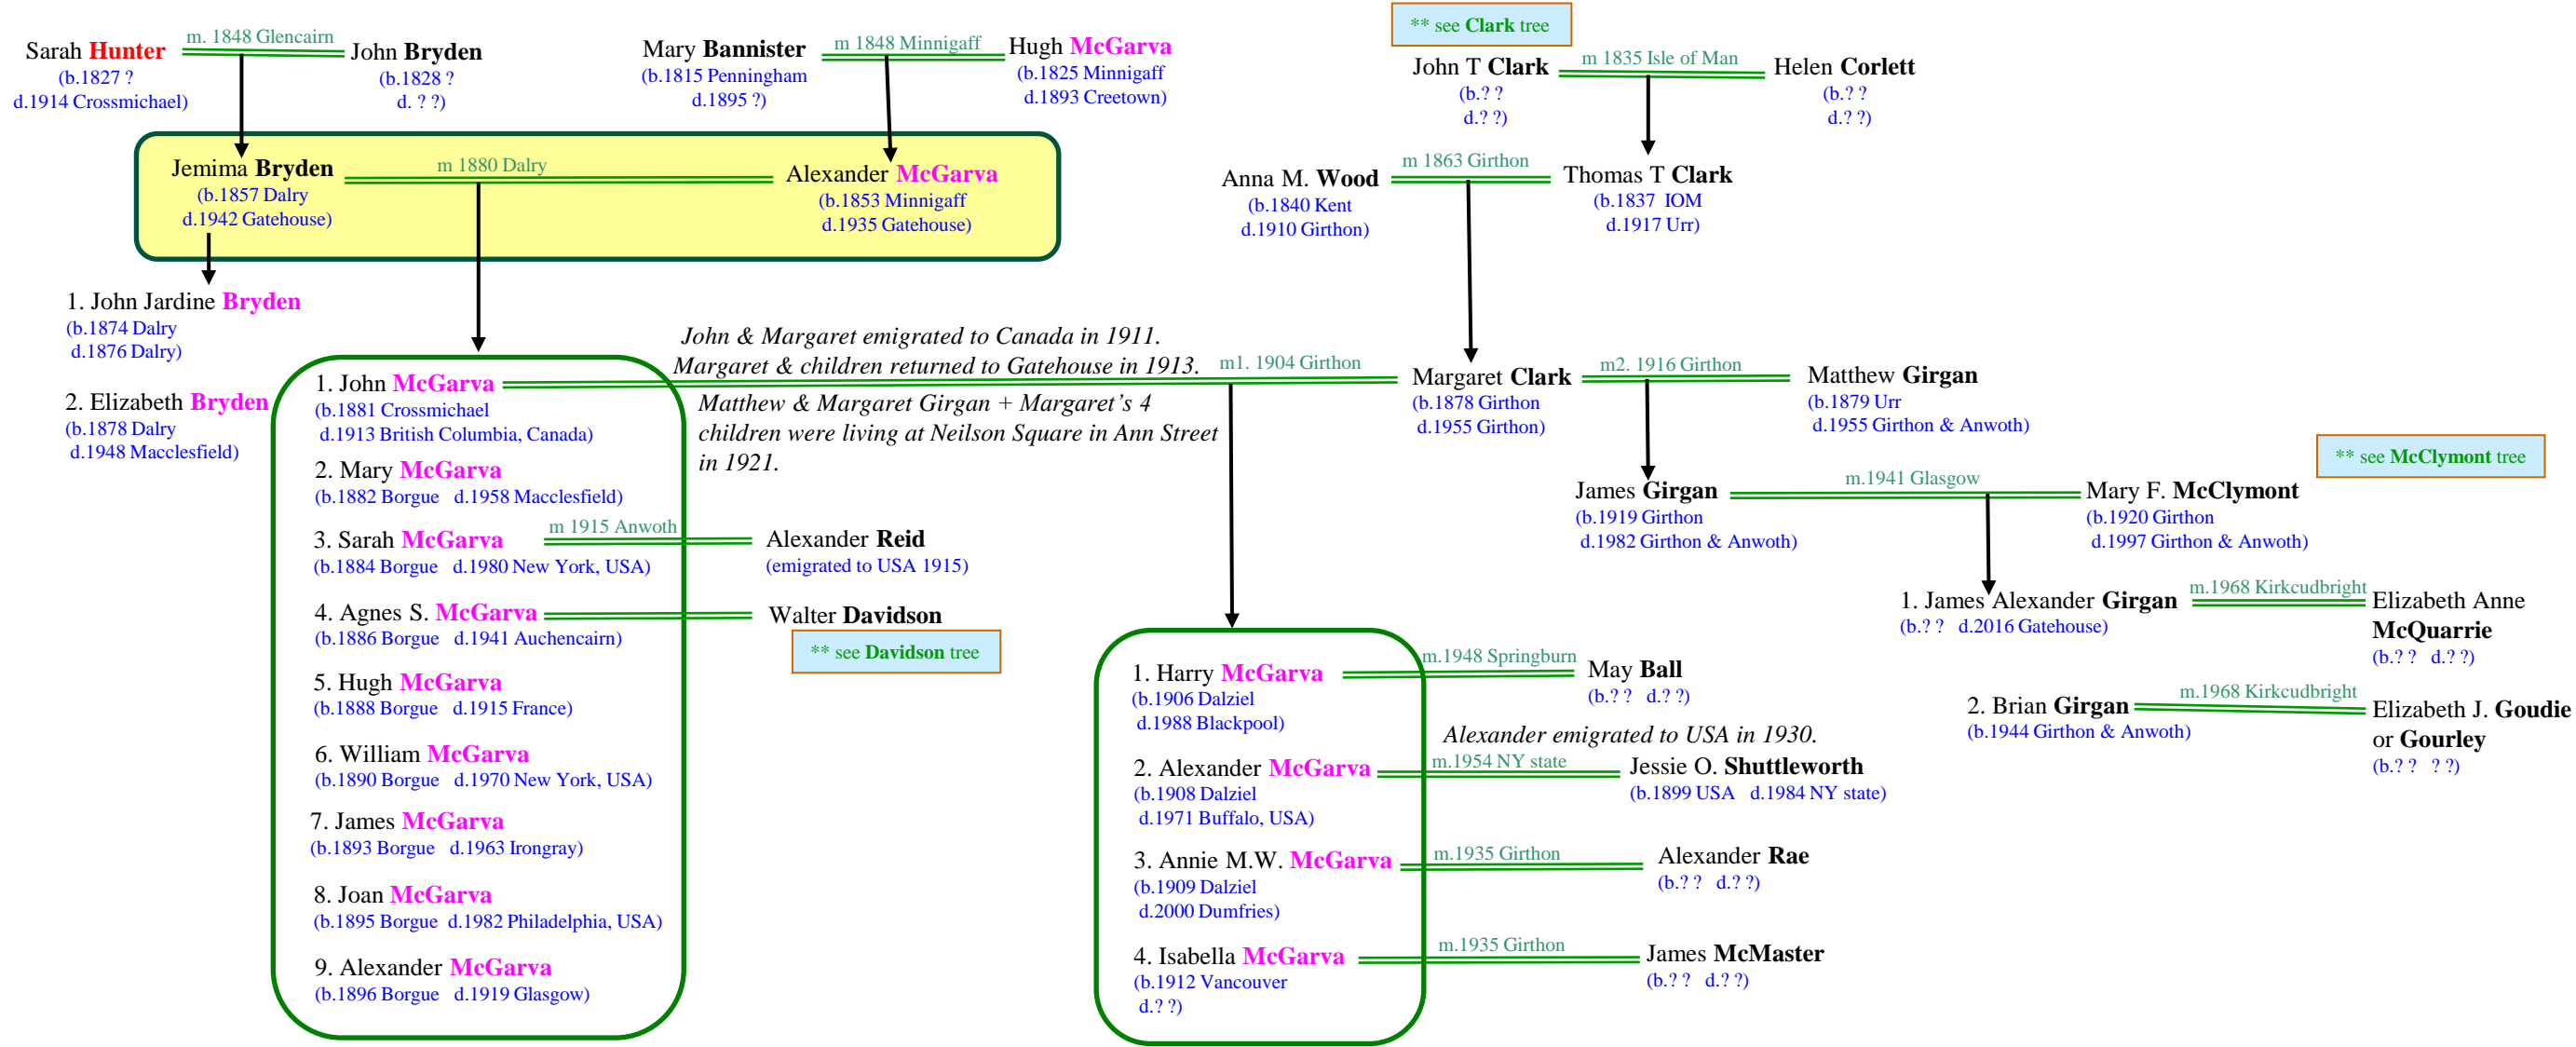 ** see Clark tree
Sarah Hunter
m. 1848 Glencairn
John Bryden
(b.1827 ?
d.1914 Crossmichael)
(b.1828 ?
d. ? ?)
Mary Bannister
m 1848 Minnigaff
Hugh McGarva
(b.1815 Penningham
d.1895 ?)
(b.1825 Minnigaff
d.1893 Creetown)
John T Clark
m 1835 Isle of Man
Helen Corlett
(b.? ?
d.? ?)
(b.? ?
d.? ?)
Jemima Bryden
m 1880 Dalry
Alexander McGarva
(b.1857 Dalry
d.1942 Gatehouse)
(b.1853 Minnigaff
d.1935 Gatehouse)
Anna M. Wood
m 1863 Girthon
Thomas T Clark
(b.1840 Kent
d.1910 Girthon)
(b.1837 IOM
d.1917 Urr)
1. John Jardine Bryden
(b.1874 Dalry
d.1876 Dalry)
2. Elizabeth Bryden
(b.1878 Dalry
d.1948 Macclesfield)
John & Margaret emigrated to Canada in 1911.
Margaret & children returned to Gatehouse in 1913.
m1. 1904 Girthon
Matthew & Margaret Girgan + Margaret's 4
children were living at Neilson Square in Ann Street
in 1921.
Margaret Clark
(b.1878 Girthon
d.1955 Girthon)
m2. 1916 Girthon
Matthew Girgan
(b.1879 Urr
d.1955 Girthon & Anwoth)
** see McClymont tree
James Girgan
(b.1919 Girthon
d.1982 Girthon & Anwoth)
m.1941 Glasgow
Mary F. McClymont
(b.1920 Girthon
d.1997 Girthon & Anwoth)
1. John McGarva
(b.1881 Crossmichael
d.1913 British Columbia, Canada)
2. Mary McGarva
(b.1882 Borgue d.1958 Macclesfield)
3. Sarah McGarva
(b.1884 Borgue d.1980 New York, USA)
m 1915 Anwoth
Alexander Reid
(emigrated to USA 1915)
4. Agnes S. McGarva
(b.1886 Borgue d.1941 Auchencairn)
Walter Davidson
** see Davidson tree
5. Hugh McGarva
(b.1888 Borgue d.1915 France)
6. William McGarva
(b.1890 Borgue d.1970 New York, USA)
7. James McGarva
(b.1893 Borgue d.1963 Irongray)
8. Joan McGarva
(b.1895 Borgue d.1982 Philadelphia, USA)
9. Alexander McGarva
(b.1896 Borgue d.1919 Glasgow)
1. James Alexander Girgan
(b.? ? d.2016 Gatehouse)
m.1968 Kirkcudbright
Elizabeth Anne
McQuarrie
(b.? ? d.? ?)
2. Brian Girgan
(b.1944 Girthon & Anwoth)
m.1968 Kirkcudbright
Elizabeth J. Goudie
or Gourley
(b.? ? ? ?)
1. Harry McGarva
(b.1906 Dalziel
d.1988 Blackpool)
m.1948 Springburn
May Ball
(b.? ? d.? ?)
Alexander emigrated to USA in 1930.
2. Alexander McGarva
(b.1908 Dalziel
d.1971 Buffalo, USA)
m.1954 NY state
Jessie O. Shuttleworth
(b.1899 USA d.1984 NY state)
3. Annie M.W. McGarva
(b.1909 Dalziel
d.2000 Dumfries)
m.1935 Girthon
Alexander Rae
(b.? ? d.? ?)
4. Isabella McGarva
(b.1912 Vancouver
d.? ?)
m.1935 Girthon
James McMaster
(b.? ? d.? ?)